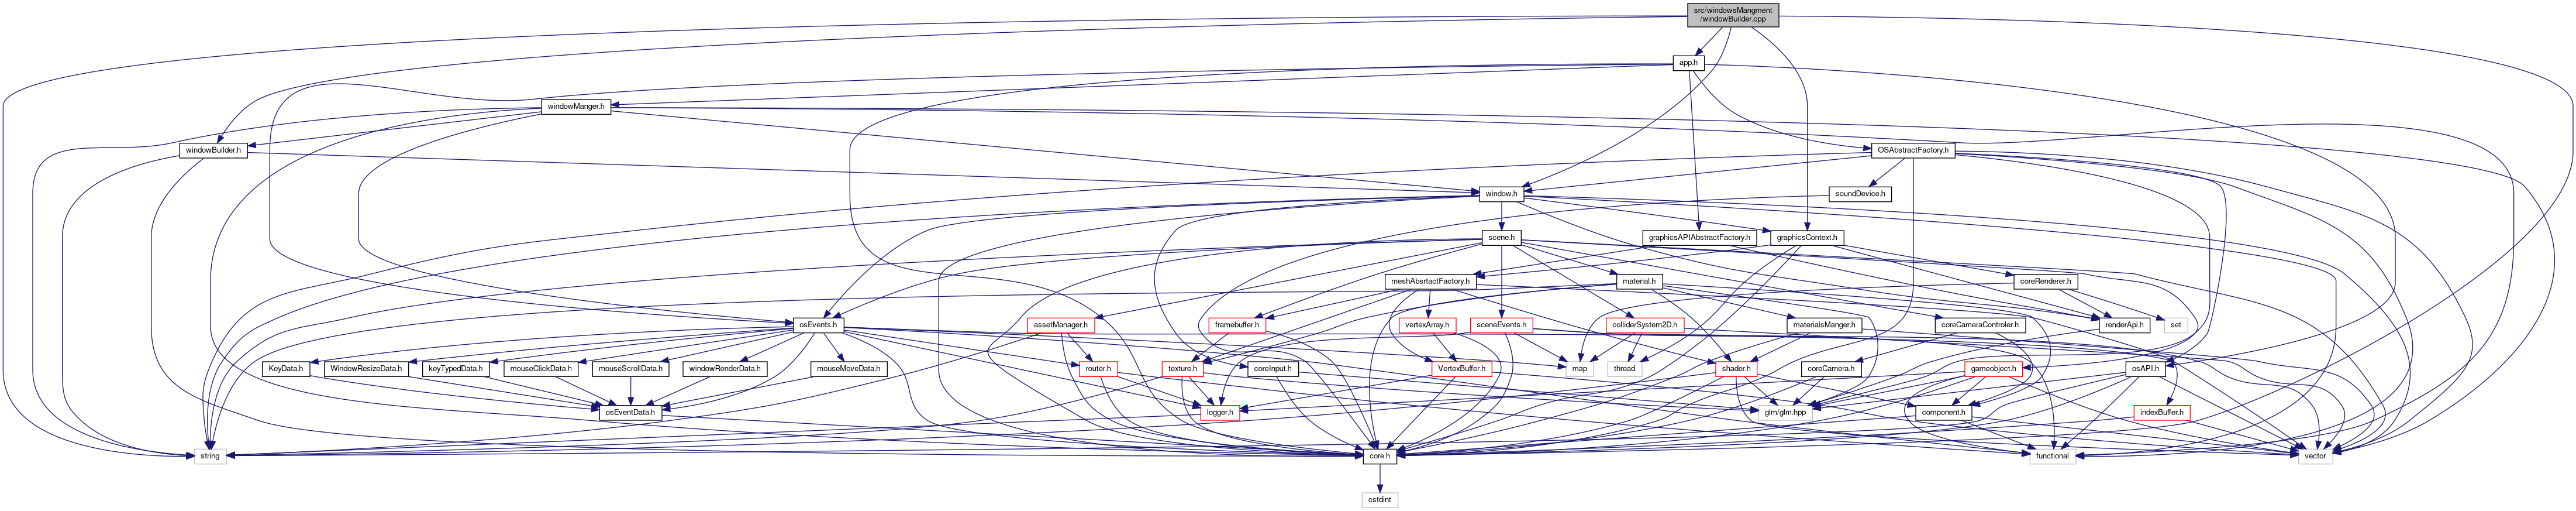 src/windowsMangment
/windowBuilder.cpp
app.h
windowManger.h
windowBuilder.h
OSAbstractFactory.h
window.h
soundDevice.h
scene.h
graphicsAPIAbstractFactory.h
graphicsContext.h
meshAbsrtactFactory.h
material.h
coreRenderer.h
osEvents.h
assetManager.h
framebuffer.h
vertexArray.h
sceneEvents.h
colliderSystem2D.h
materialsManger.h
coreCameraControler.h
renderApi.h
set
KeyData.h
WindowResizeData.h
keyTypedData.h
mouseClickData.h
mouseScrollData.h
windowRenderData.h
mouseMoveData.h
router.h
texture.h
coreInput.h
VertexBuffer.h
map
thread
shader.h
coreCamera.h
gameobject.h
osAPI.h
osEventData.h
logger.h
glm/glm.hpp
component.h
indexBuffer.h
string
core.h
functional
vector
cstdint